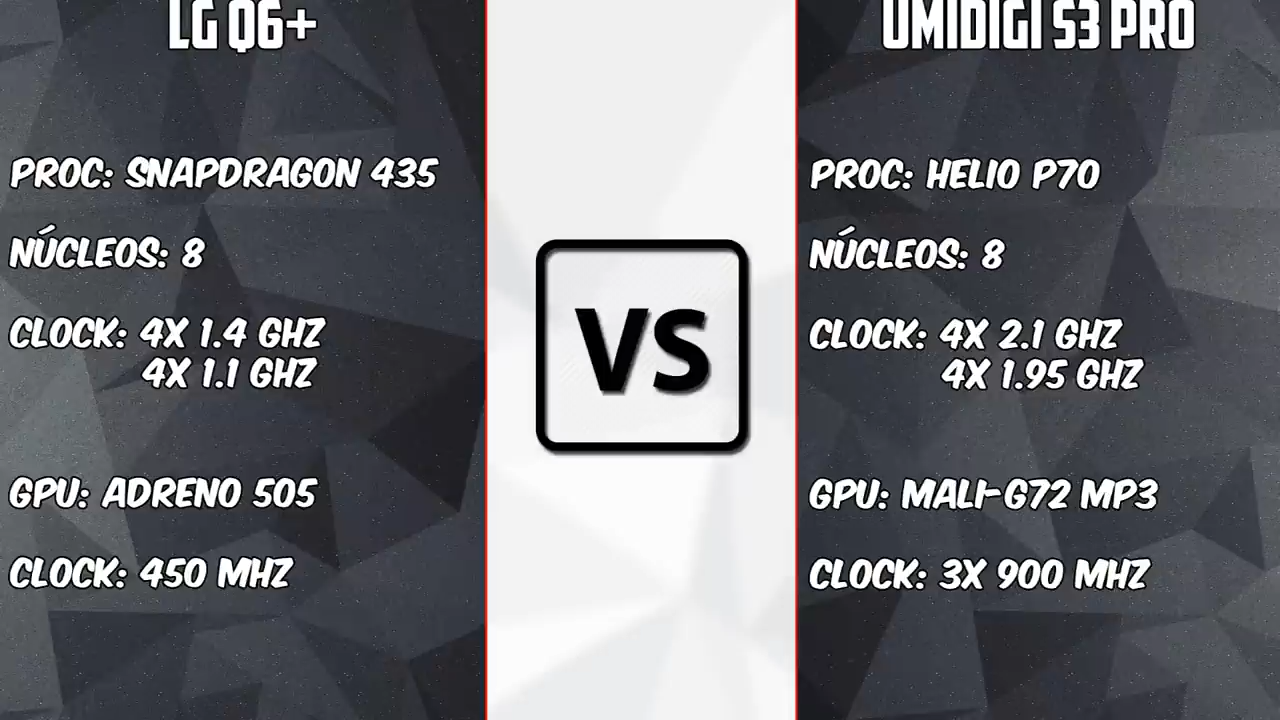 LG Q6+
PROC: SNAPDRAGON 435
NÚCLEOS: 8
CLOCK: 4X 1.4 GHZ
4X 1.1 GHZ
GPU: ADRENO 505
CLOCK: 450 MHZ
VS
UMIDIGI S3 PRO
PROC: HELIO P70
NÚCLEOS: 8
CLOCK: 4X 2.1 GHZ
4X 1.95 GHZ
GPU: MALI-G72 MP3
CLOCK: 3X 900 MHZ